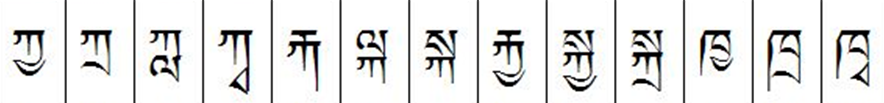 ཀྱ ཀྲ ཀླ ཀྭ རྐ ལྐ སྐ རྐྱ སྐྱ སྐྲ ཁྱ ཁྲ ཁྭ